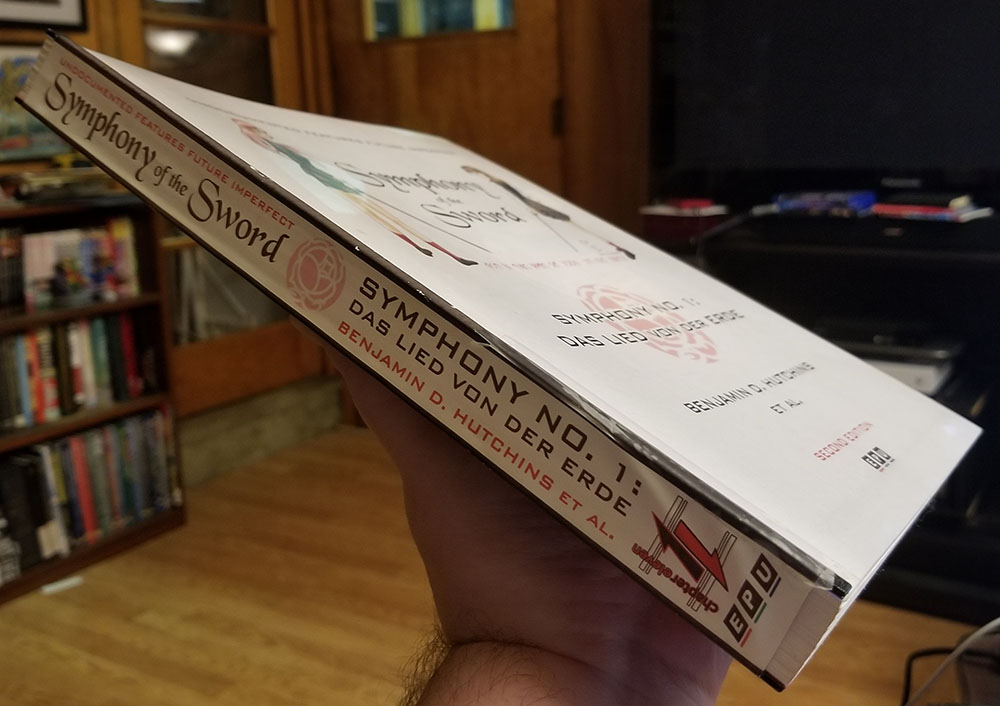 UNDOCUMENTED FEATURES FUTURE IMPERFECT
Symphony of the Sword
SYMPHONY NO. 1:
DAS LIED VON DER ERDE
BENJAMIN D. HUTCHINS ET AL.
chaptereleven
EPU
Symphony
of the
Sword
SYMPHONY NO. 1:
DAS LIED VON DER ERDE
BENJAMIN D. HUTCHINS
ET AL.
SECOND EDITION
EPU